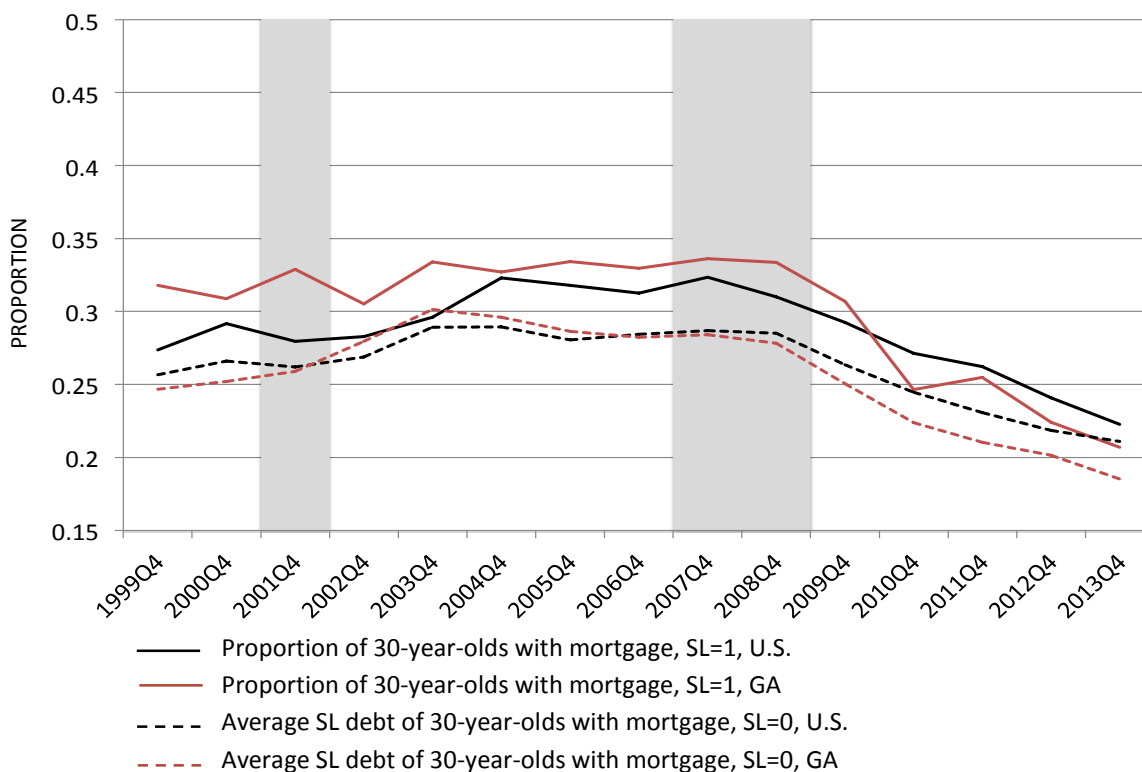 0.5
0.45
0.4
0.35
0.3
0.25
0.2
0.15
PROPORTION
1999Q4 2000Q4 2001Q4 2002Q4 2003Q4 2004Q4 2005Q4 2006Q4 2007Q4 2008Q4 2009Q4 2010Q4 2011Q4 2012Q4 2013Q4
Proportion of 30-year-olds with mortgage, SL=1, U.S.
Proportion of 30-year-olds with mortgage, SL=1, GA
Average SL debt of 30-year-olds with mortgage, SL=0, U.S.
Average SL debt of 30-year-olds with mortgage, SL=0, GA